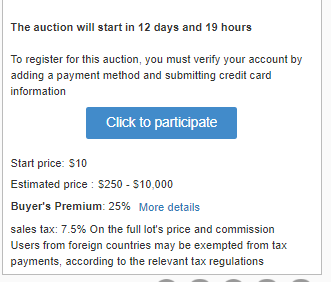 The auction will start in 12 days and 19 hours
To register for this auction, you must verify your account by
adding a payment method and submitting credit card
information
Click to participate
Start price: $10
Estimated price : $250 - $10,000
Buyer's Premium: 25% More details
sales tax: 7.5% On the full lot's price and commission
Users from foreign countries may be exempted from tax
payments, according to the relevant tax regulations